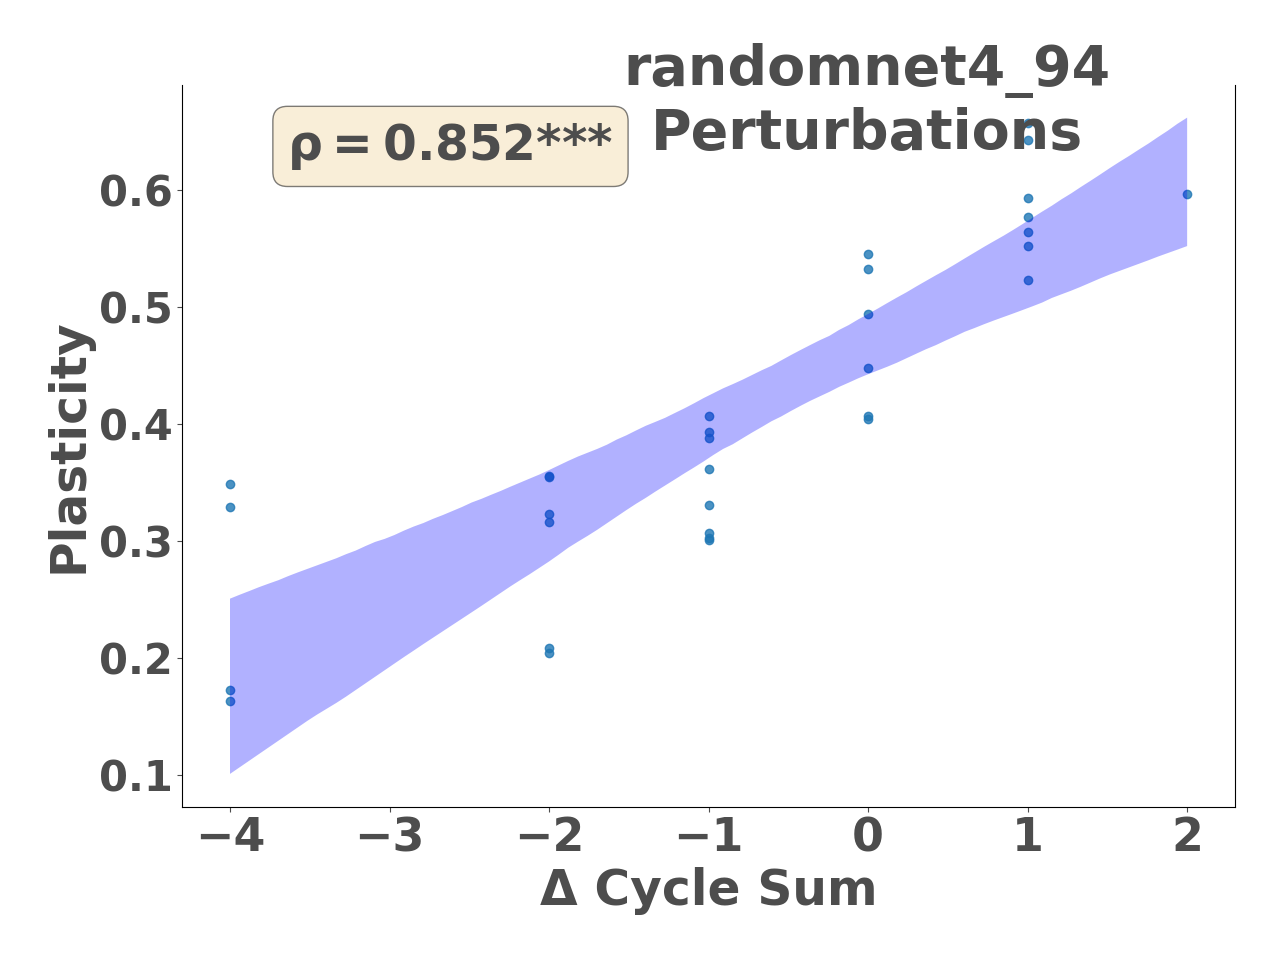 randomnet4_94
Perturbations
ρ = 0.852***
0.6
0.5
0.4
0.3
0.2
0.1
Plasticity
−4 −3 −2 −1 0 1 2
Δ Cycle Sum